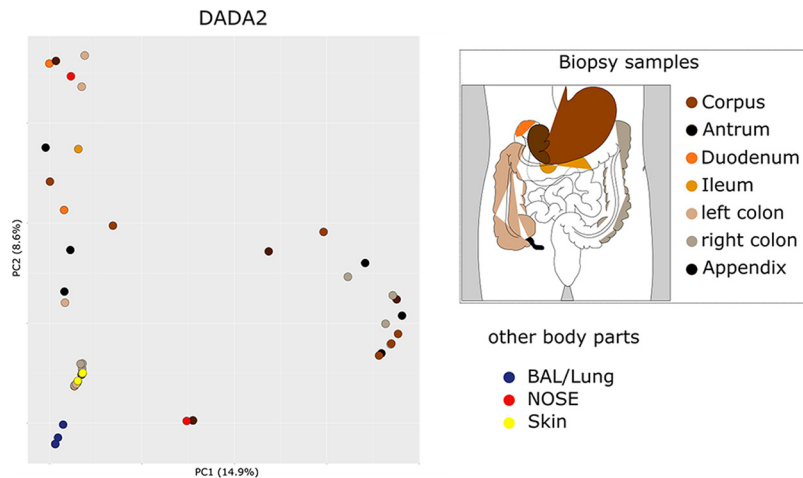 DADA2
PC2 (8.6%)
PC1 (14.9%)
Biopsy samples
Corpus
Antrum
Duodenum
Ileum
left colon
right colon
Appendix
other body parts
BAL/Lung
NOSE
Skin